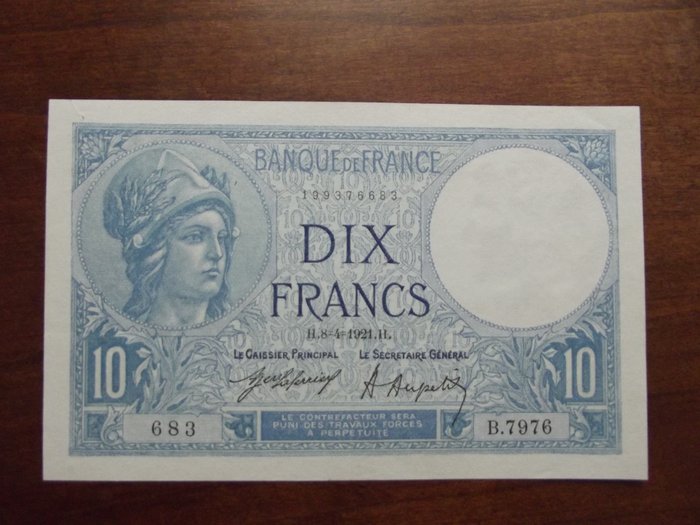 BANQUE DE FRANCE
199376683
DIX
FRANCS
H.8-4-1921.H.
LE CAISSIER PRINCIPAL LE SECRÉTAIRE GÉNÉRAL
10 10
683 B.7976
LE CONTREFACTEUR SERA
PUNI DES TRAVAUX FORCÉS
À PERPÉTUITÉ